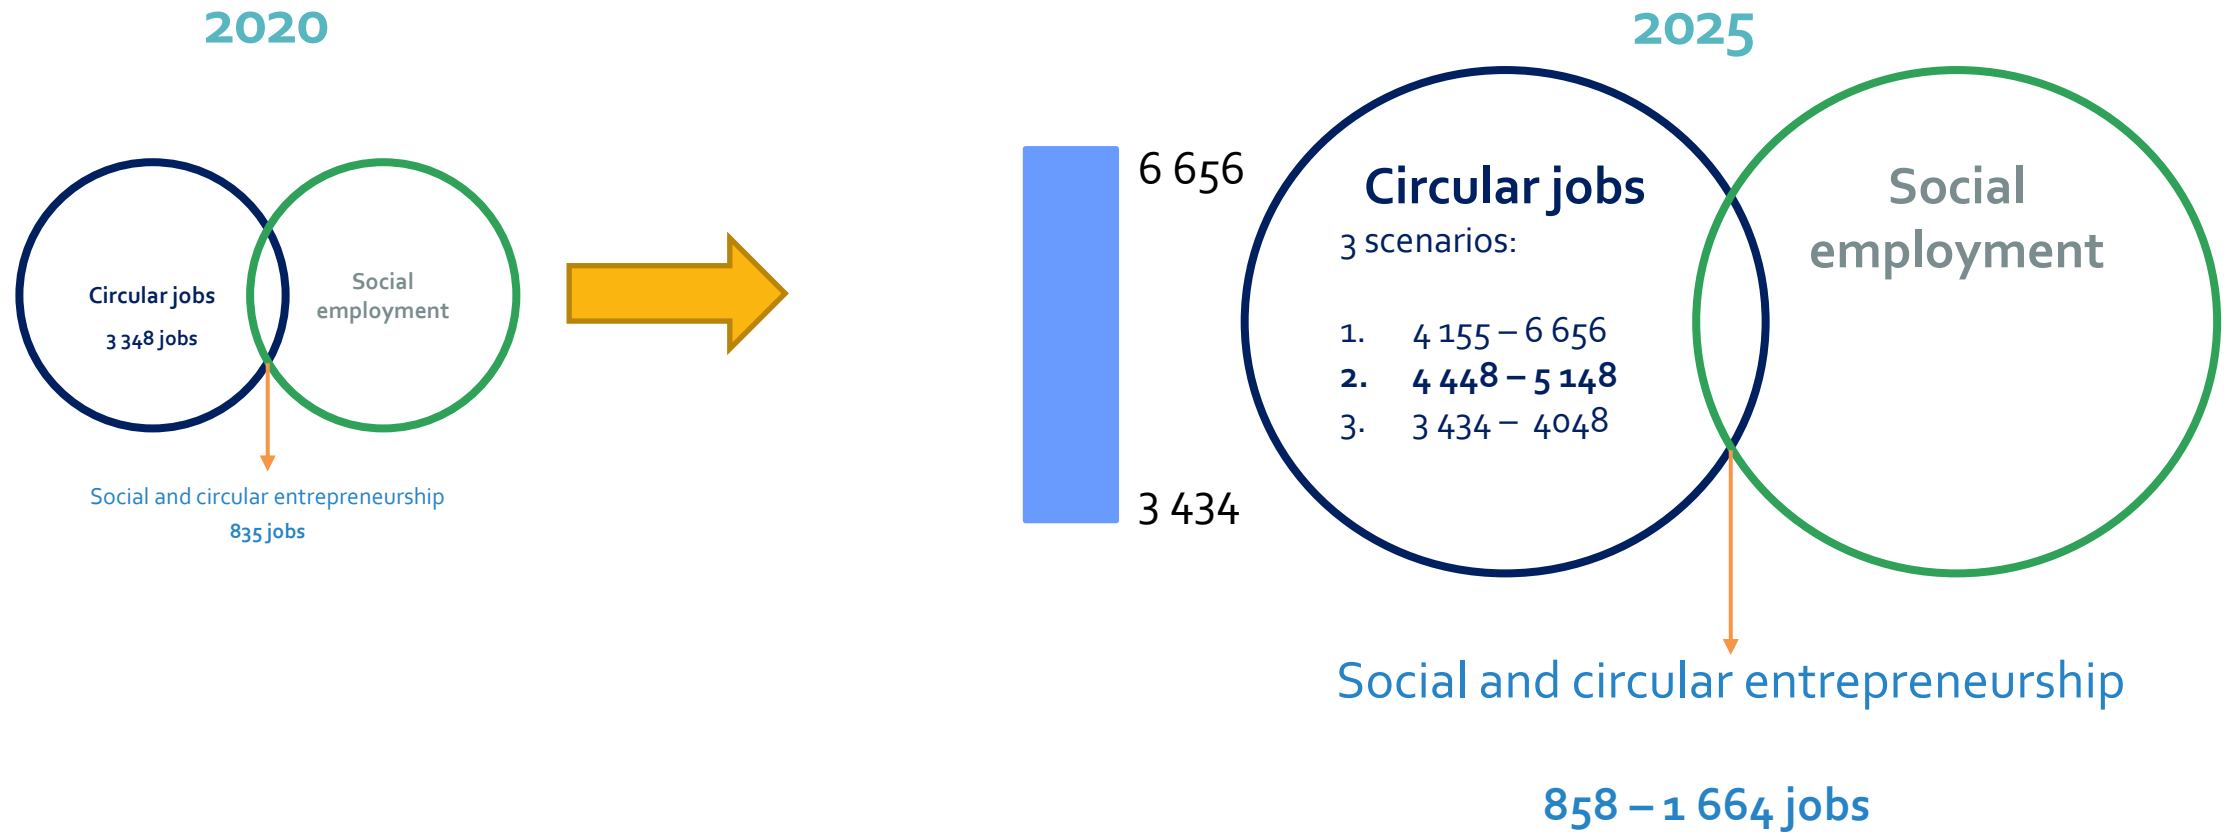 2020
Circular jobs
3 348 jobs
Social
employment
Social and circular entrepreneurship
835 jobs
2025
6 656
3 434
Circular jobs
3 scenarios:
1. 4 155 – 6 656
2. 4 448 – 5 148
3. 3 434 – 4048
Social
employment
Social and circular entrepreneurship
858 – 1 664 jobs